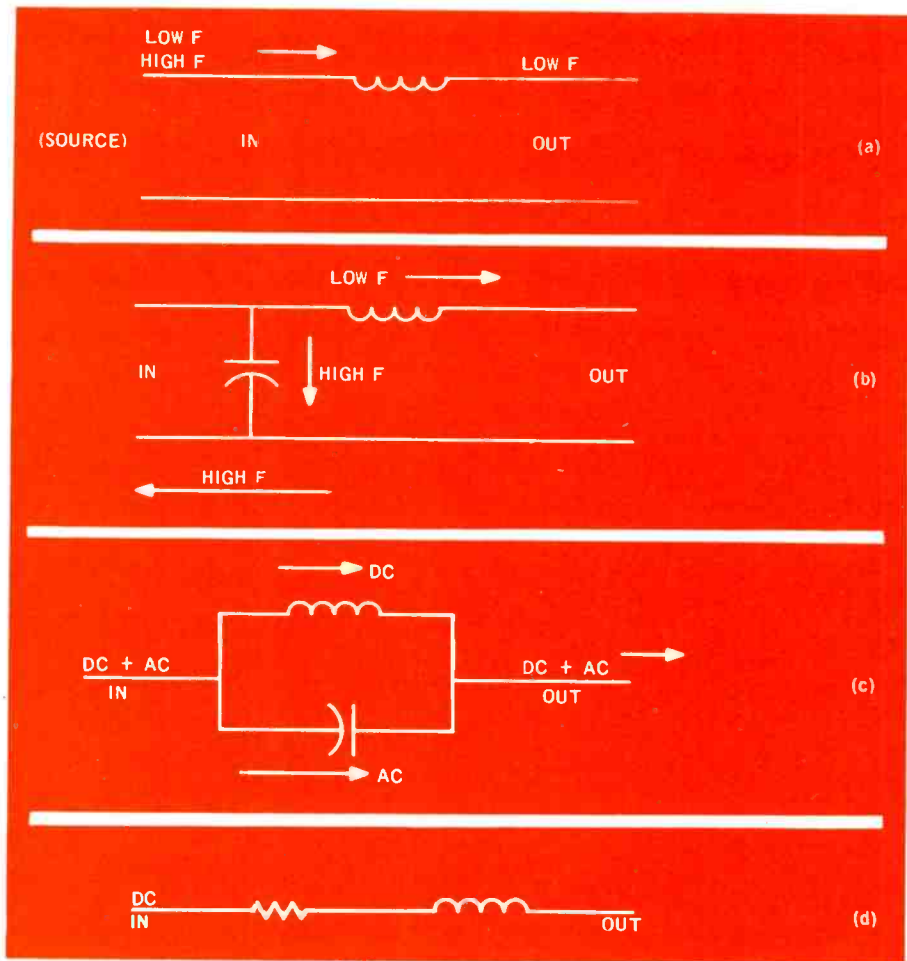 LOW F
HIGH F
LOW F
(SOURCE)
IN
OUT
(a)
LOW F
IN
HIGH F
OUT
(b)
HIGH F
DC
DC + AC
IN
DC + AC
OUT
(c)
AC
DC
IN
OUT
(d)